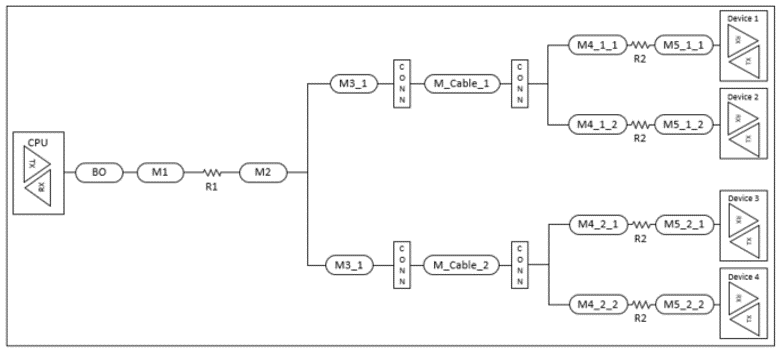 Device 1
RX
TX
M4_1_1
R2
M5_1_1
CONN
M3_1
M_Cable_1
CONN
Device 2
RX
TX
M4_1_2
R2
M5_1_2
CPU
TX
RX
BO
M1
R1
M2
Device 3
RX
TX
M4_2_1
R2
M5_2_1
CONN
M3_1
M_Cable_2
CONN
Device 4
RX
TX
M4_2_2
R2
M5_2_2